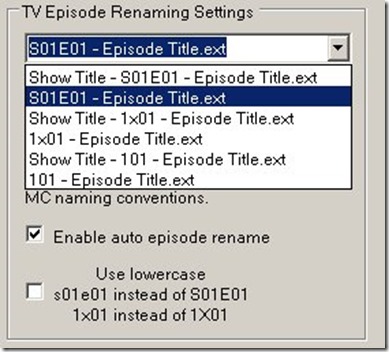 TV Episode Renaming Settings
S01E01 - Episode Title.ext
Show Title - S01E01 - Episode Title.ext
S01E01 - Episode Title.ext
Show Title - 1x01 - Episode Title.ext
1x01 - Episode Title.ext
Show Title - 101 - Episode Title.ext
101 - Episode Title.ext
MC naming conventions.
Enable auto episode rename
Use lowercase
s01e01 instead of S01E01
1x01 instead of 1X01